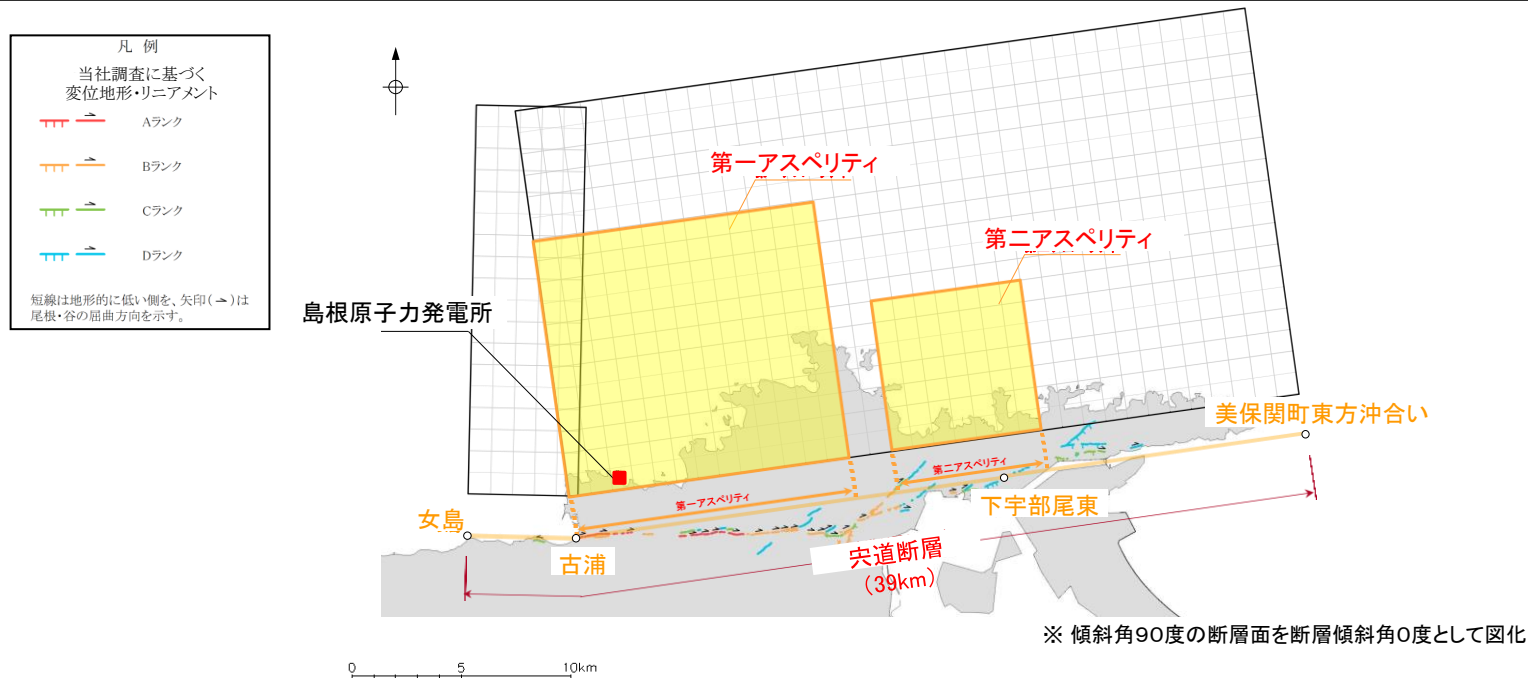 凡 例
当社調査に基づく
変位地形・リニアメント
Aランク
Bランク
Cランク
Dランク
短線は地形的に低い側を、矢印(⇀)は
尾根・谷の屈曲方向を示す。
第一アスペリティ
第二アスペリティ
島根原子力発電所
美保関町東方沖合い
第二アスペリティ
第一アスペリティ
下宇部尾東
女島
古浦
宍道断層
(39km)
※ 傾斜角90度の断層面を断層傾斜角0度として図化
0 5 10km